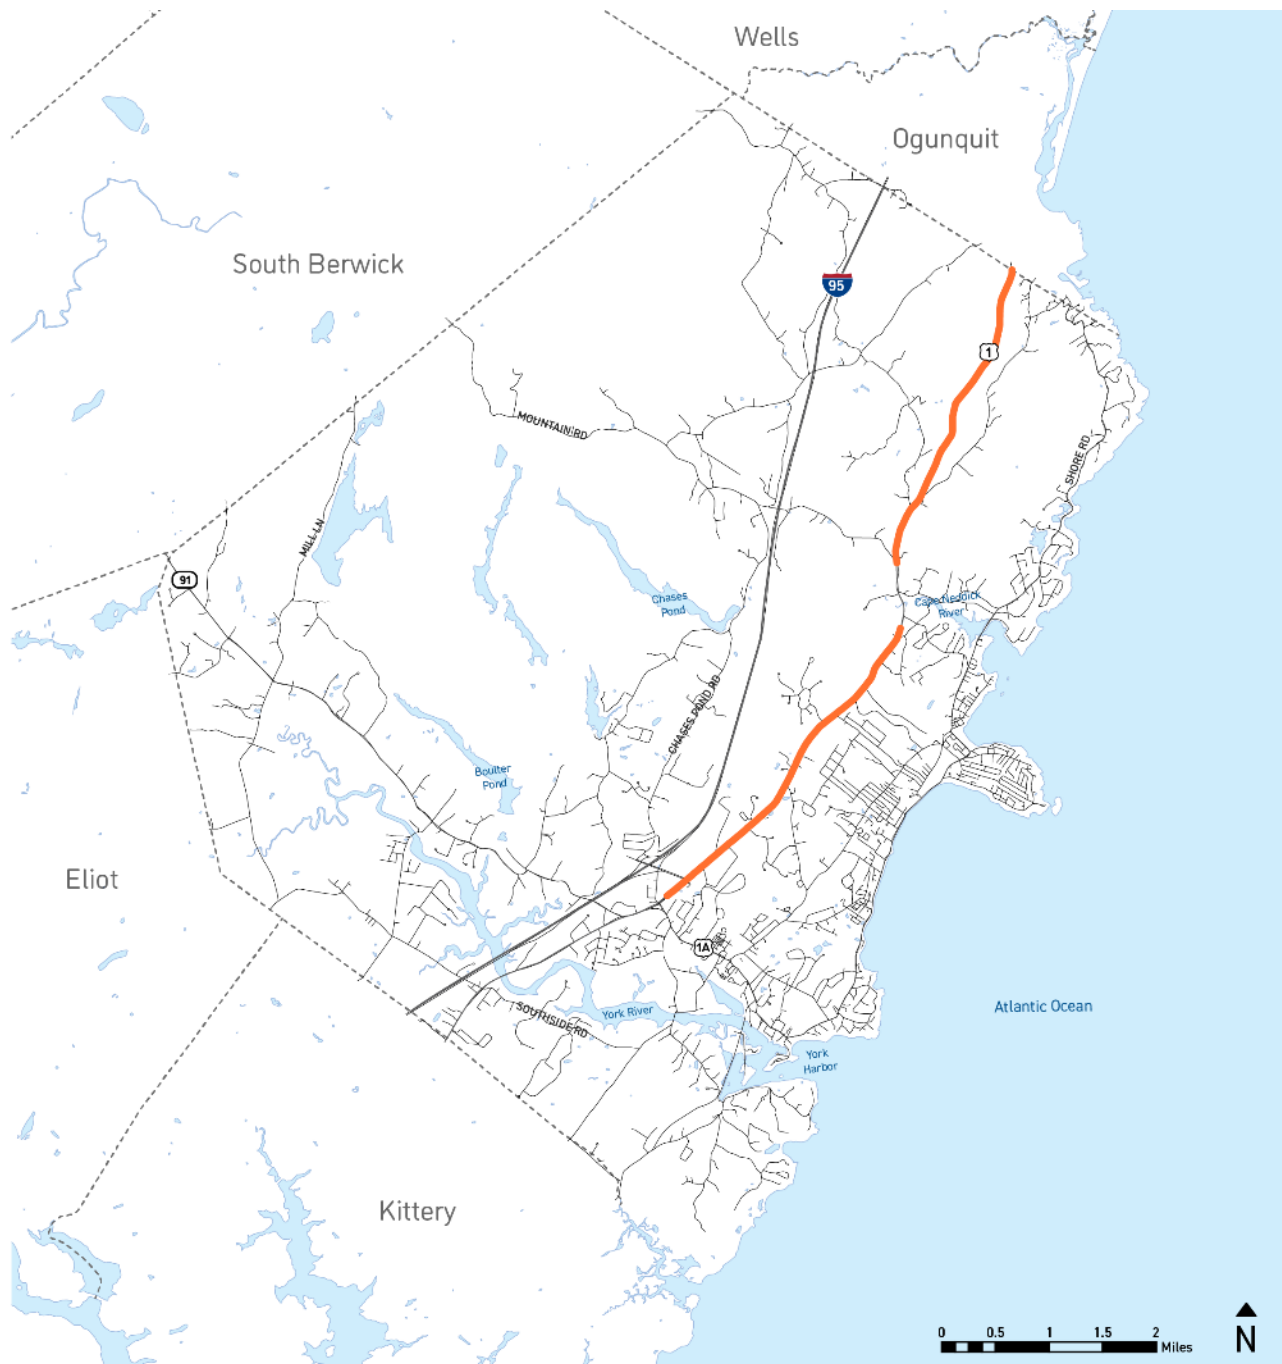 Wells
Ogunquit
South Berwick
95
1
MOUNTAIN RD
SHORE RD
MILL LN
91
Chases
Pond
Cape Neddick
River
CHASES POND RD
Boulter
Pond
Eliot
1A
Atlantic Ocean
SOUTHSIDE RD
York River
York
Harbor
Kittery
0 0.5 1 1.5 2
Miles
N